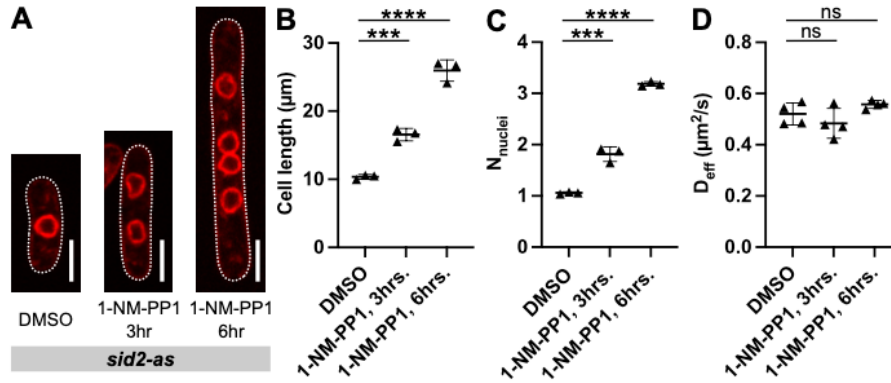 A
DMSO
1-NM-PP1
3hr
1-NM-PP1
6hr
sid2-as
B
****
***
Cell length (µm)
30
20
10
0
DMSO
1-NM-PP1, 3hrs.
1-NM-PP1, 6hrs.
C
****
***
Nnuclei
4
3
2
1
0
DMSO
1-NM-PP1, 3hrs.
1-NM-PP1, 6hrs.
D
ns
ns
Deff (µm²/s)
0.8
0.6
0.4
0.2
0.0
DMSO
1-NM-PP1, 3hrs.
1-NM-PP1, 6hrs.